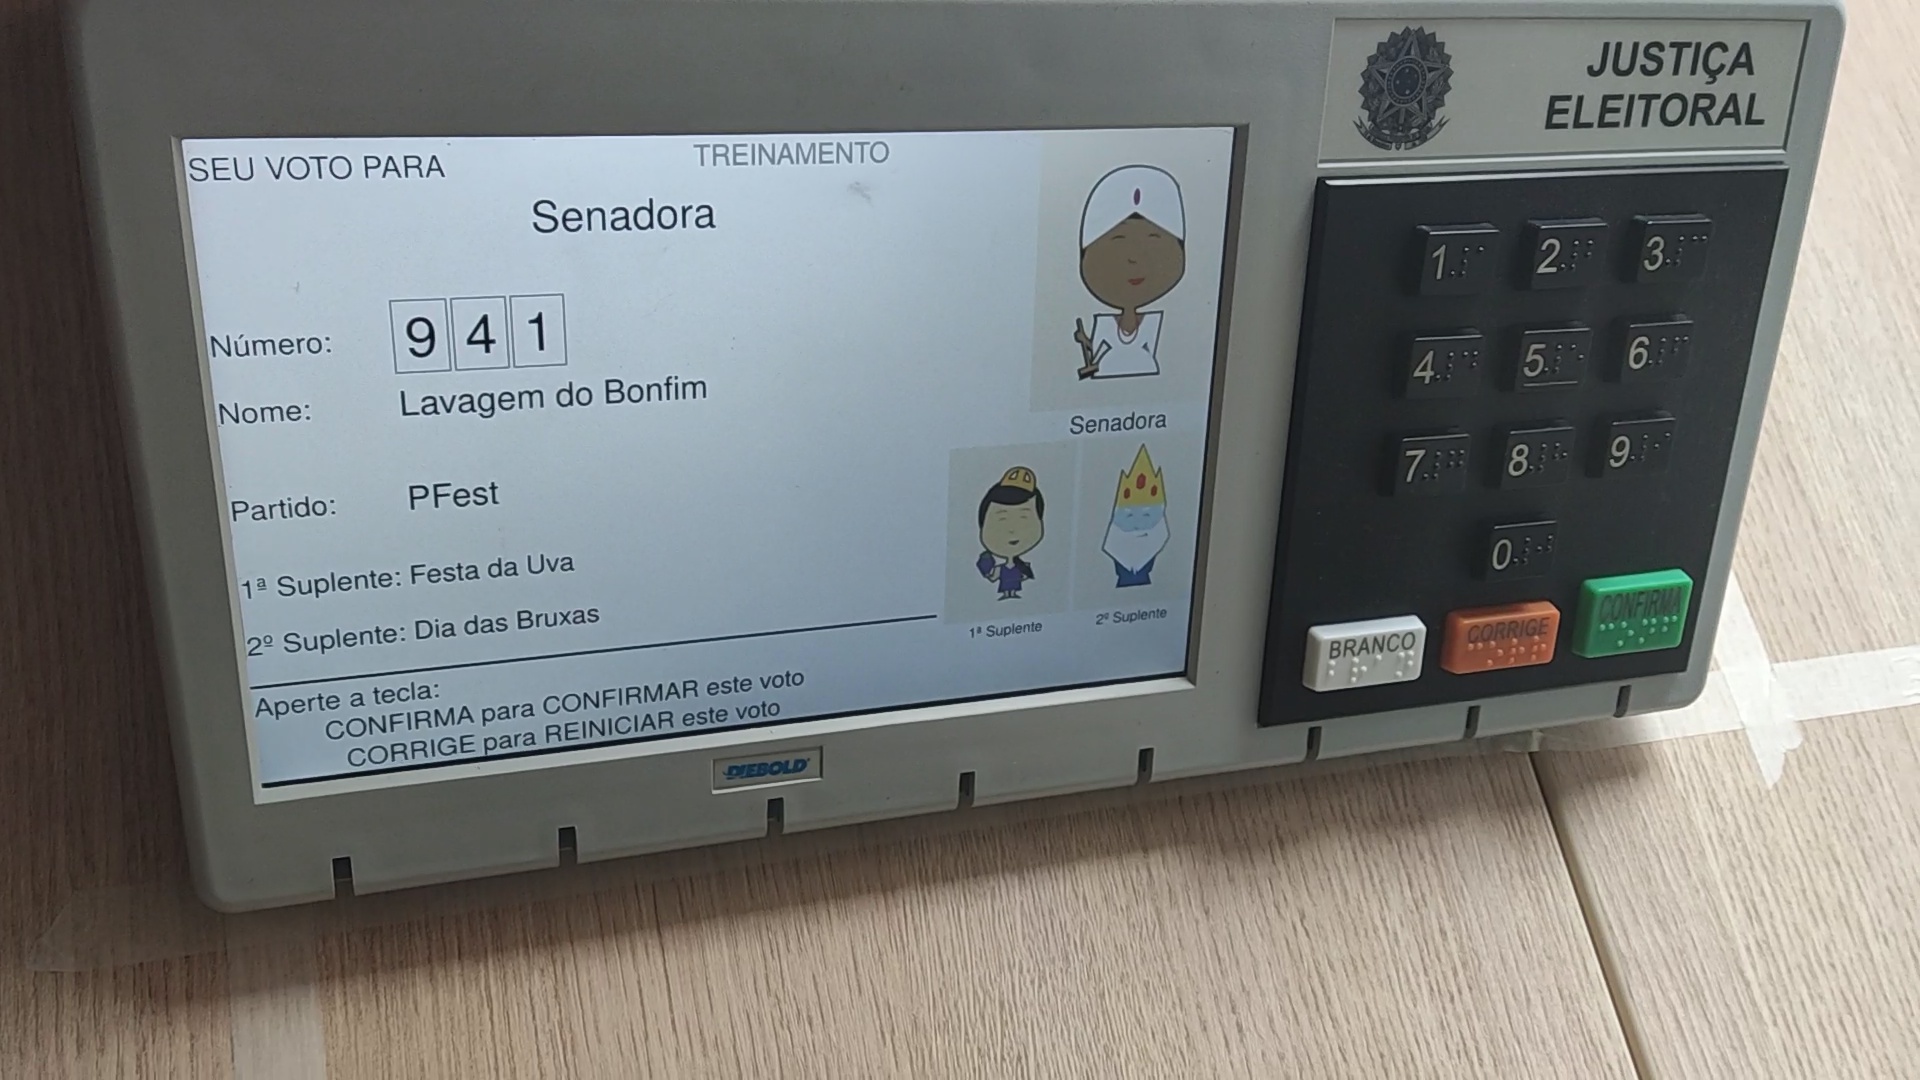 SEU VOTO PARA
TREINAMENTO
Senadora
Número: 9 4 1
Nome: Lavagem do Bonfim
Partido: PFest
1ª Suplente: Festa da Uva
2º Suplente: Dia das Bruxas
Senadora
1ª Suplente
2º Suplente
Aperte a tecla:
CONFIRMA para CONFIRMAR este voto
CORRIGE para REINICIAR este voto
DIEBOLD
JUSTIÇA
ELEITORAL
1 2 3
4 5 6
7 8 9
0
BRANCO CORRIGE CONFIRMA